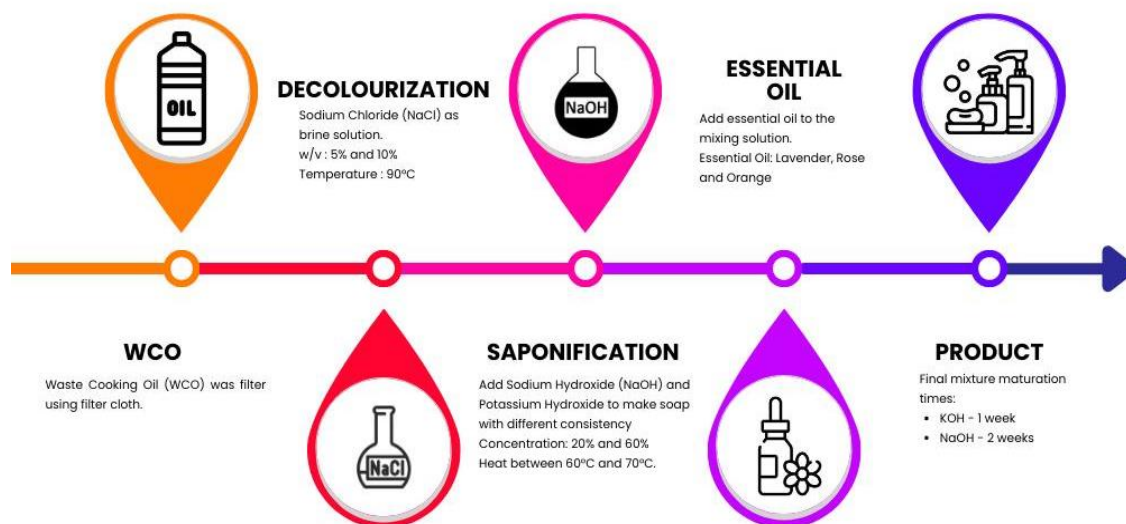 OIL
DECOLOURIZATION
Sodium Chloride (NaCl) as
brine solution.
w/v : 5% and 10%
Temperature : 90°C
NaOH
ESSENTIAL
OIL
Add essential oil to the
mixing solution.
Essential Oil: Lavender, Rose
and Orange
WCO
Waste Cooking Oil (WCO) was filter
using filter cloth.
NaCl
SAPONIFICATION
Add Sodium Hydroxide (NaOH) and
Potassium Hydroxide to make soap
with different consistency
Concentration: 20% and 60%
Heat between 60°C and 70°C.
PRODUCT
Final mixture maturation
times:
• KOH - 1 week
• NaOH - 2 weeks